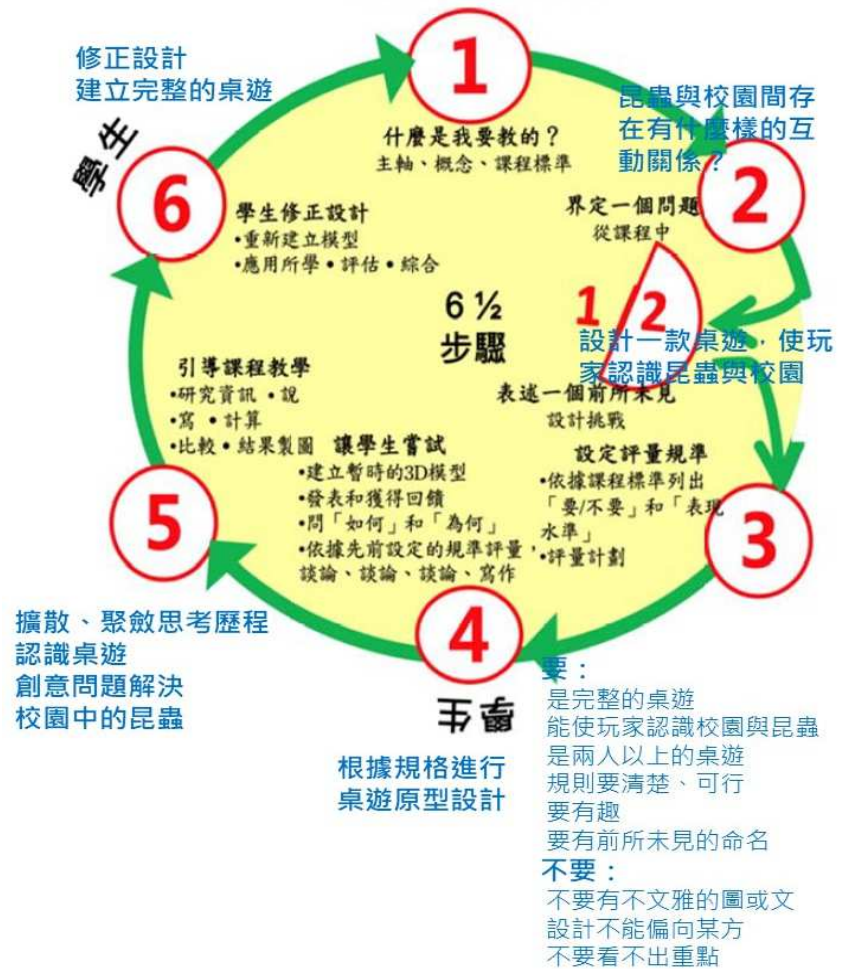 1
什麼是我要教的？
主軸、概念、課程標準
昆蟲與校園間存
在有什麼樣的互
動關係？
2
界定一個問題
從課程中
1 2
設計一款桌遊，使玩
家認識昆蟲與校園
表述一個前所未見
設計挑戰
6 ½
步驟
3
設定評量規準
•依據課程標準列出
「要/不要」和「表現
水準」
•評量計劃
要：
是完整的桌遊
能使玩家認識校園與昆蟲
是兩人以上的桌遊
規則要清楚、可行
要有趣
要有前所未見的命名
不要：
不要有不文雅的圖或文
設計不能偏向某方
不要看不出重點
4
學生
讓學生嘗試
•建立暫時的3D模型
•發表和獲得回饋
•問「如何」和「為何」
•依據先前設定的規準評量，
談論、談論、談論、寫作
根據規格進行
桌遊原型設計
5
引導課程教學
•研究資訊 •說
•寫 •計算
•比較 •結果製圖
擴散、聚斂思考歷程
認識桌遊
創意問題解決
校園中的昆蟲
6
學生
學生修正設計
•重新建立模型
•應用所學 •評估 •綜合
修正設計
建立完整的桌遊